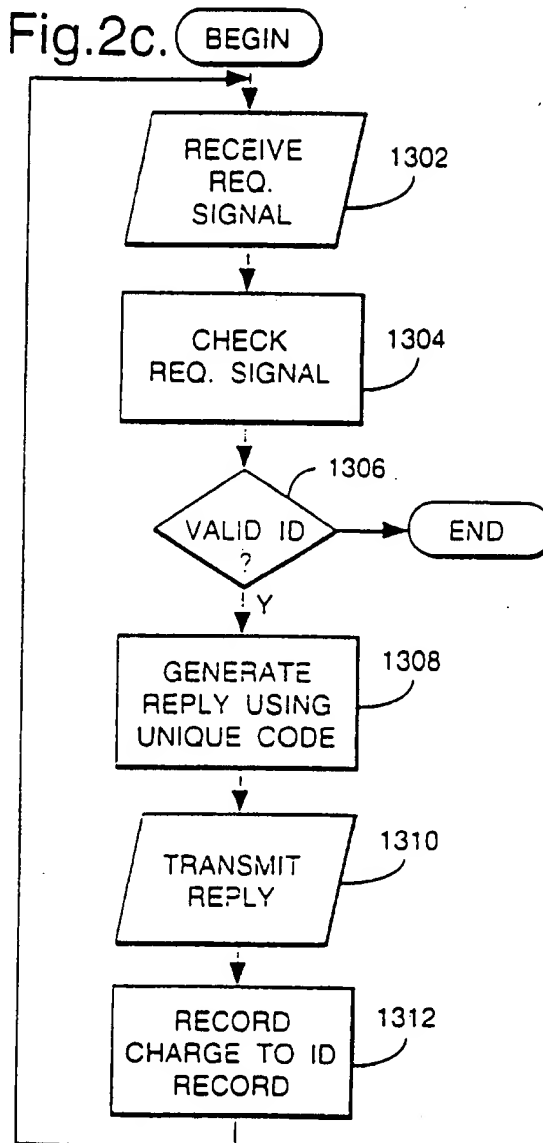 Fig.2c.
BEGIN
RECEIVE
REQ.
SIGNAL
1302
CHECK
REQ. SIGNAL
1304
1306
VALID ID
?
END
Y
GENERATE
REPLY USING
UNIQUE CODE
1308
TRANSMIT
REPLY
1310
RECORD
CHARGE TO ID
RECORD
1312